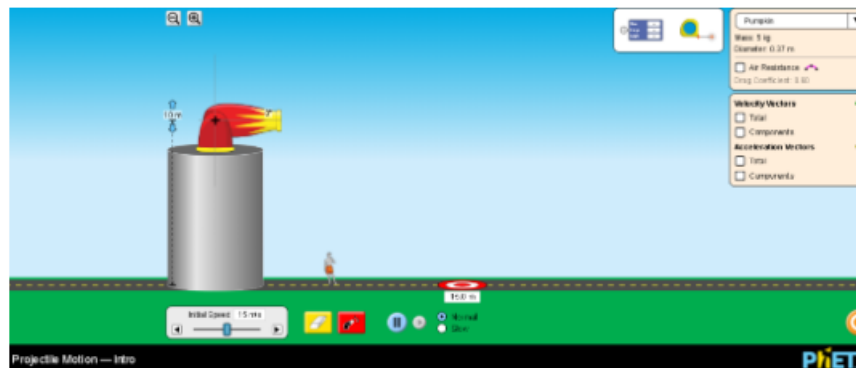 Pumpkin
Mass: 5 kg
Diameter: 0.37 m
Air Resistance
Drag Coefficient: 0.60
Velocity Vectors
Total
Components
Acceleration Vectors
Total
Components
10 m
15.0 m
Initial Speed 15 m/s
Normal
Slow
Projectile Motion — Intro
PhET